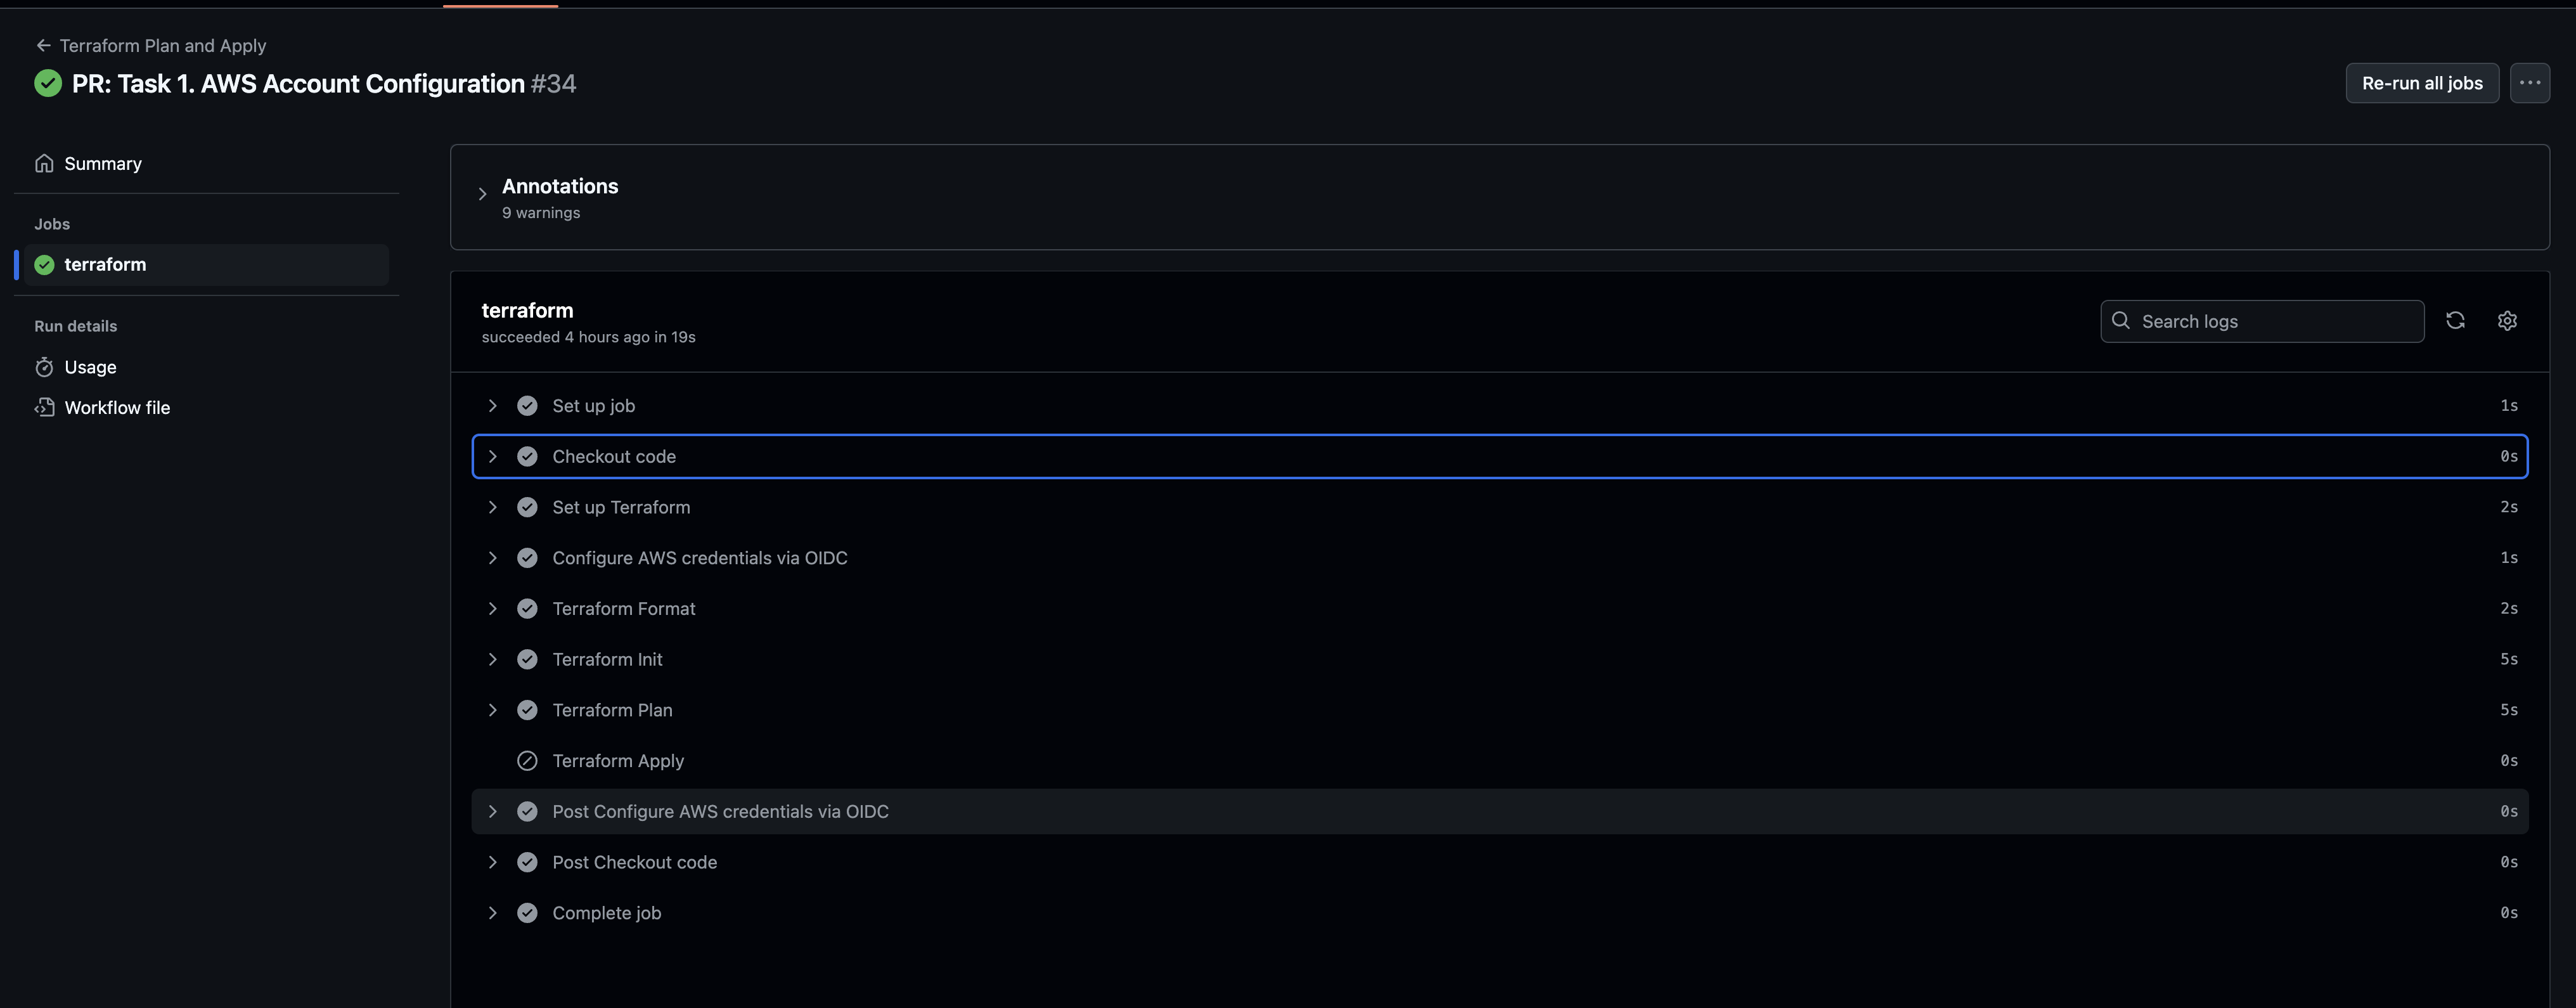 Terraform Plan and Apply
PR: Task 1. AWS Account Configuration #34
Re-run all jobs
Summary
Jobs
terraform
Run details
Usage
Workflow file
Annotations
9 warnings
terraform
succeeded 4 hours ago in 19s
Search logs
Set up job 1s
Checkout code 0s
Set up Terraform 2s
Configure AWS credentials via OIDC 1s
Terraform Format 2s
Terraform Init 5s
Terraform Plan 5s
Terraform Apply 0s
Post Configure AWS credentials via OIDC 0s
Post Checkout code 0s
Complete job 0s